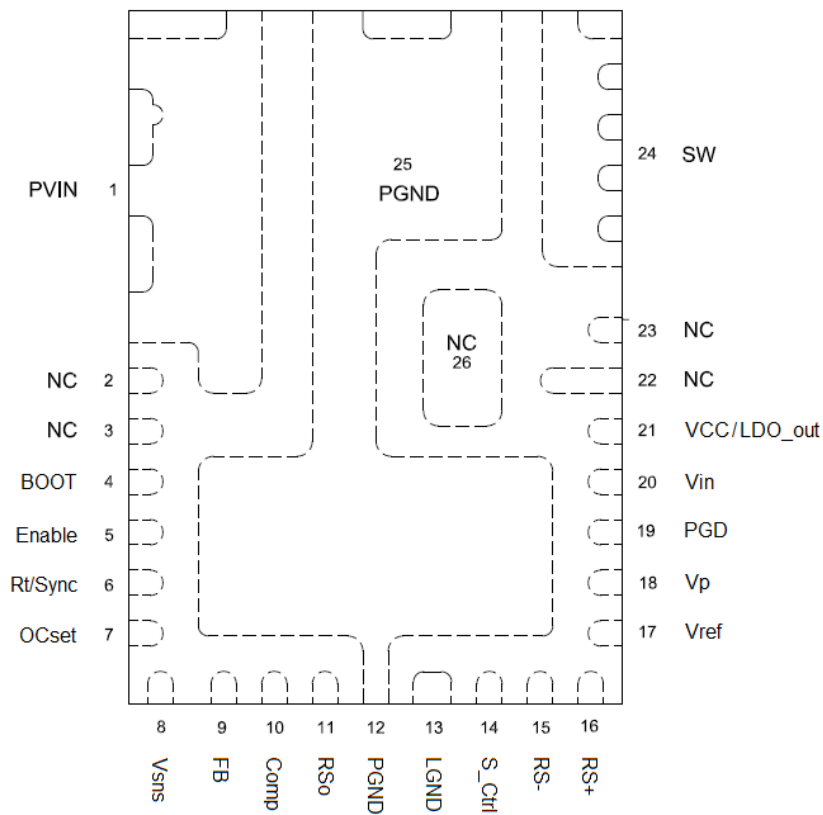 25
PGND
24 SW
PVIN 1
23 NC
NC
26
NC 2
22 NC
NC 3
21 VCC/LDO_out
BOOT 4
20 Vin
Enable 5
19 PGD
Rt/Sync 6
18 Vp
OCset 7
17 Vref
8 9 10 11 12 13 14 15 16
Vsns
FB
Comp
RSo
PGND
LGND
S_Ctrl
RS-
RS+